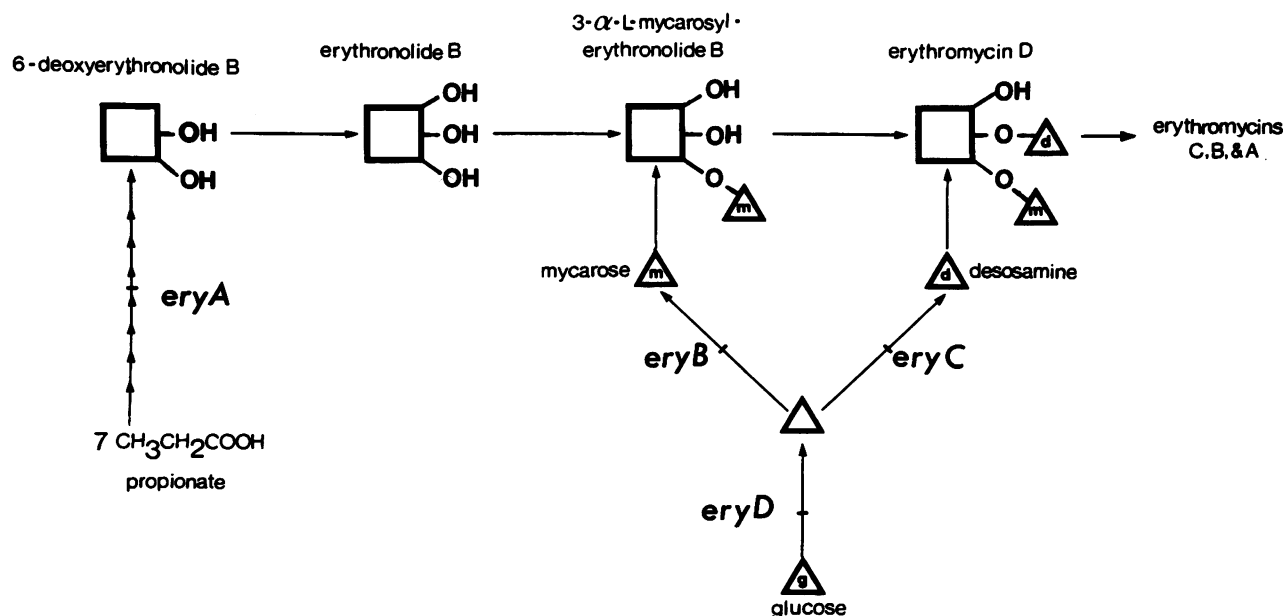 3-α-L-mycarosyl-
6-deoxyerythronolide B
erythronolide B
erythronolide B
erythromycin D
OH
OH
OH
OH
OH
OH
OH
O
m
OH
O
d
O
m
erythromycins
C, B, & A
mycarose
m
d
desosamine
eryA
eryB
eryC
7 CH3CH2COOH
propionate
eryD
g
glucose